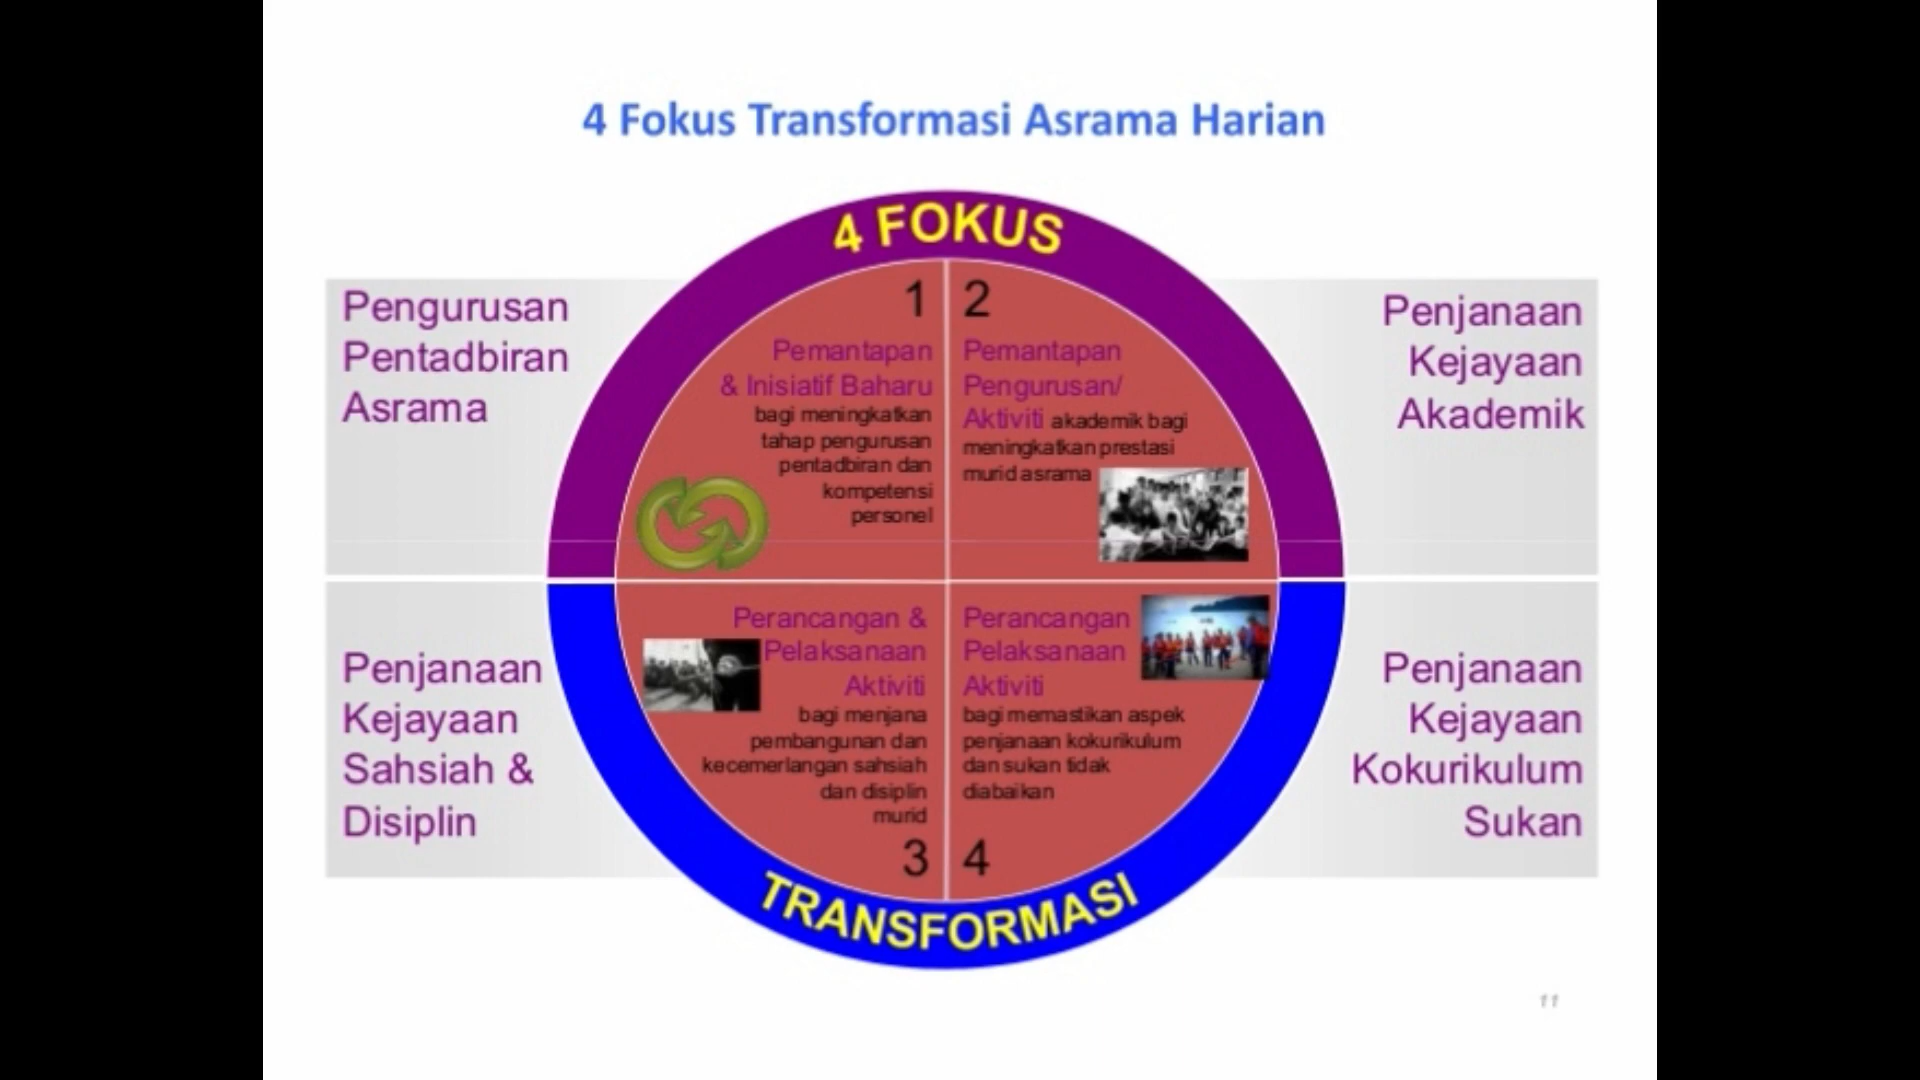 4 Fokus Transformasi Asrama Harian
4 FOKUS
Pengurusan
Pentadbiran
Asrama
1
Pemantapan
& Inisiatif Baharu
bagi meningkatkan
tahap pengurusan
pentadbiran dan
kompetensi
personel
2
Pemantapan
Pengurusan/
Aktiviti akademik bagi
meningkatkan prestasi
murid asrama
Penjanaan
Kejayaan
Akademik
Penjanaan
Kejayaan
Sahsiah &
Disiplin
Perancangan &
Pelaksanaan
Aktiviti
bagi menjana
pembangunan dan
kecemerlangan sahsiah
dan disiplin
murid
3
Perancangan
Pelaksanaan
Aktiviti
bagi memastikan aspek
penjanaan kokurikulum
dan sukan tidak
diabaikan
4
Penjanaan
Kejayaan
Kokurikulum
Sukan
TRANSFORMASI
11